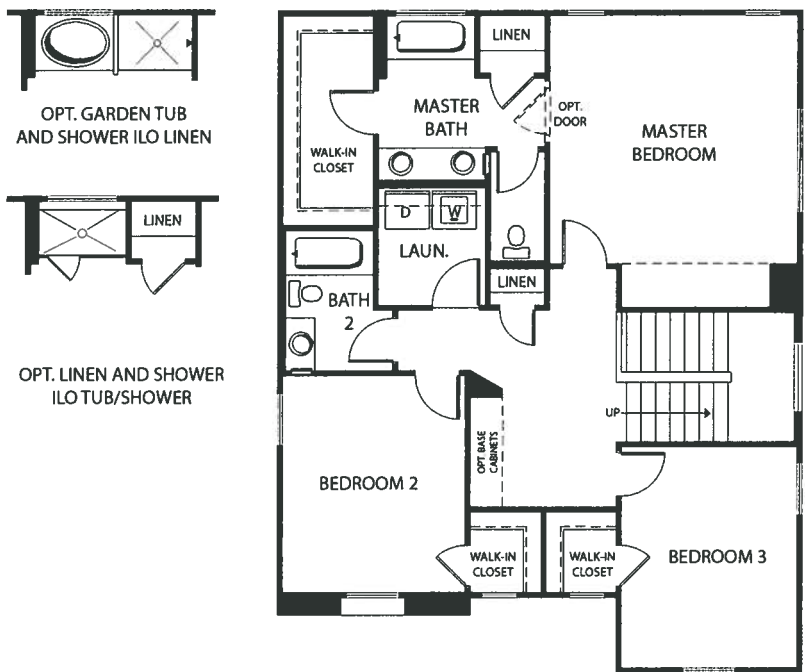 OPT. GARDEN TUB
AND SHOWER ILO LINEN
LINEN
OPT. LINEN AND SHOWER
ILO TUB/SHOWER
LINEN
MASTER
BATH
OPT.
DOOR
MASTER
BEDROOM
WALK-IN
CLOSET
D
W
LAUN.
LINEN
BATH
2
UP
OPT. BASE
CABINETS
BEDROOM 2
WALK-IN
CLOSET
WALK-IN
CLOSET
BEDROOM 3